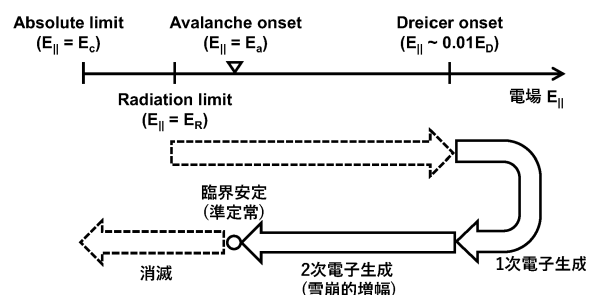 Absolute limit
(E|| = Ec)
Avalanche onset
(E|| = Ea)
Dreicer onset
(E|| ~ 0.01ED)
電場 E||
Radiation limit
(E|| = ER)
臨界安定
(準定常)
消滅
2次電子生成
(雪崩的増幅)
1次電子生成